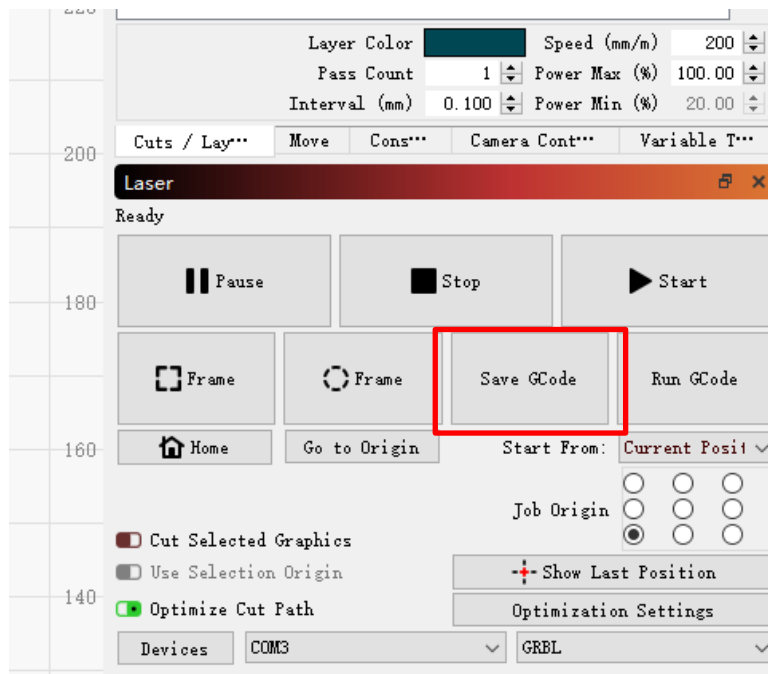 Layer Color Speed (mm/m) 200
Pass Count 1 Power Max (%) 100.00
Interval (mm) 0.100 Power Min (%) 20.00
Cuts / Lay··· Move Cons··· Camera Cont··· Variable T···
200
Laser
Ready
Pause Stop Start
180
Frame Frame Save GCode Run GCode
160
Home Go to Origin Start From: Current Posit
Job Origin
Cut Selected Graphics
Use Selection Origin Show Last Position
140
Optimize Cut Path Optimization Settings
Devices COM3 GRBL